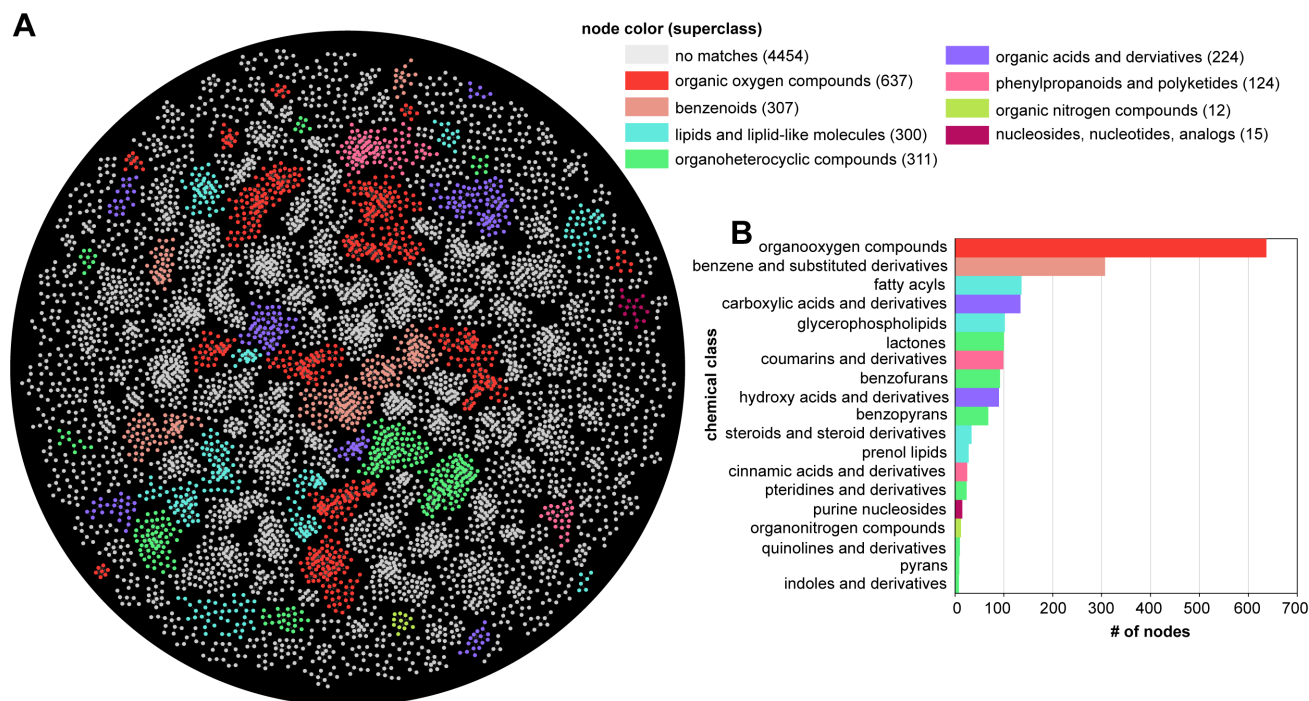 A
node color (superclass)
no matches (4454)
organic oxygen compounds (637)
benzenoids (307)
lipids and liplid-like molecules (300)
organoheterocyclic compounds (311)
organic acids and derviatives (224)
phenylpropanoids and polyketides (124)
organic nitrogen compounds (12)
nucleosides, nucleotides, analogs (15)
B
chemical class
organooxygen compounds
benzene and substituted derivatives
fatty acyls
carboxylic acids and derivatives
glycerophospholipids
lactones
coumarins and derivatives
benzofurans
hydroxy acids and derivatives
benzopyrans
steroids and steroid derivatives
prenol lipids
cinnamic acids and derivatives
pteridines and derivatives
purine nucleosides
organonitrogen compounds
quinolines and derivatives
pyrans
indoles and derivatives
0 100 200 300 400 500 600 700
# of nodes